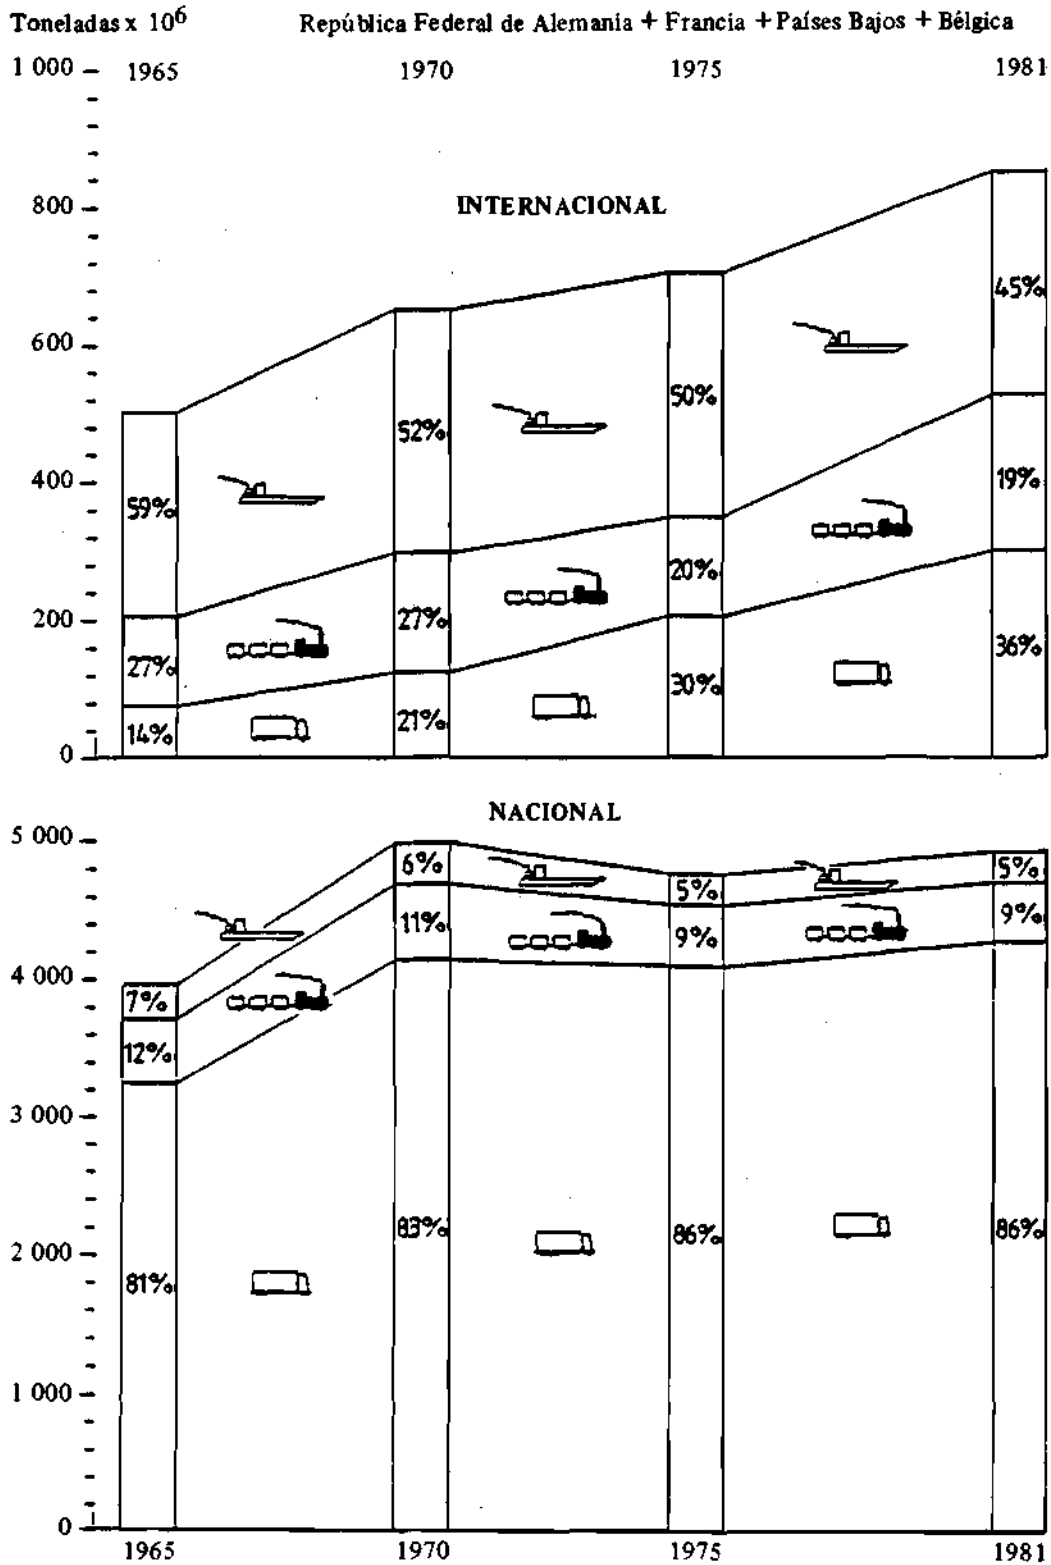 Toneladas x 10⁶ República Federal de Alemania + Francia + Países Bajos + Bélgica
1 000 1965 1970 1975 1981
800 INTERNACIONAL
45%
600
50%
52%
400 19%
59%
20%
200 27%
27% 36%
30%
14% 21%
0
NACIONAL
5 000
6% 5% 5%
11% 9% 9%
4 000
7%
12%
3 000
83% 86% 86%
2 000
81%
1 000
0
1965 1970 1975 1981